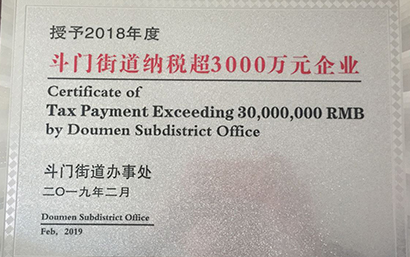 授予2018年度
斗门街道纳税超3000万元企业
Certificate of
Tax Payment Exceeding 30,000,000 RMB
by Doumen Subdistrict Office
斗门街道办事处
二〇一九年二月
Doumen Subdistrict Office
Feb, 2019